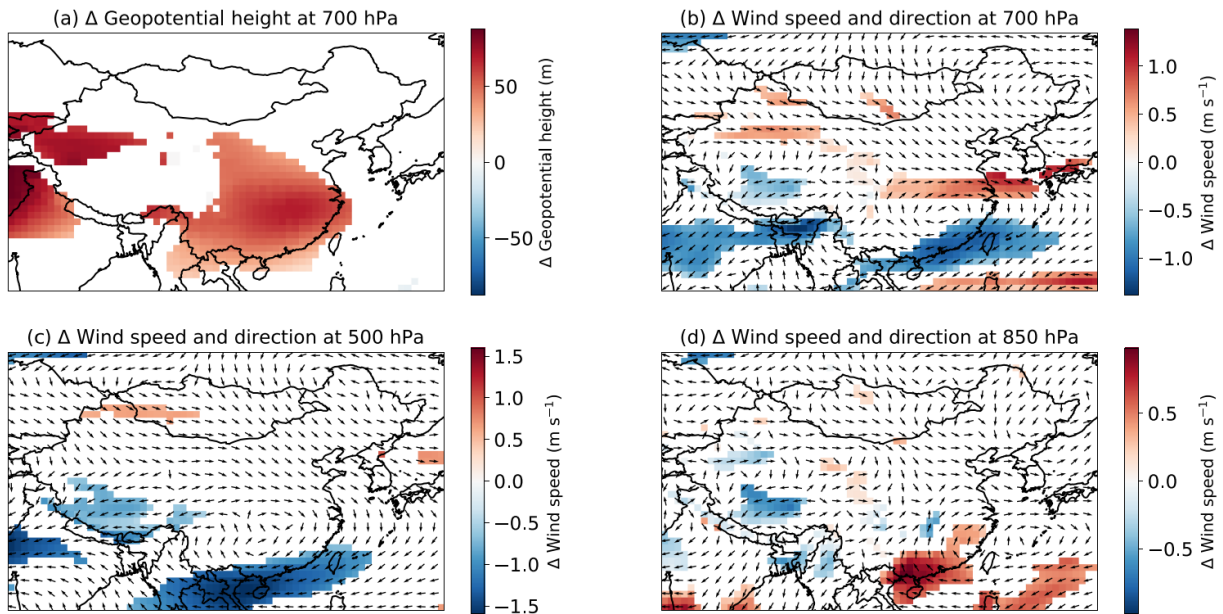 (a) Δ Geopotential height at 700 hPa
50
0
−50
Δ Geopotential height (m)
(b) Δ Wind speed and direction at 700 hPa
1.0
0.5
0.0
−0.5
−1.0
Δ Wind speed (m s⁻¹)
(c) Δ Wind speed and direction at 500 hPa
1.5
1.0
0.5
0.0
−0.5
−1.0
−1.5
Δ Wind speed (m s⁻¹)
(d) Δ Wind speed and direction at 850 hPa
0.5
0.0
−0.5
Δ Wind speed (m s⁻¹)